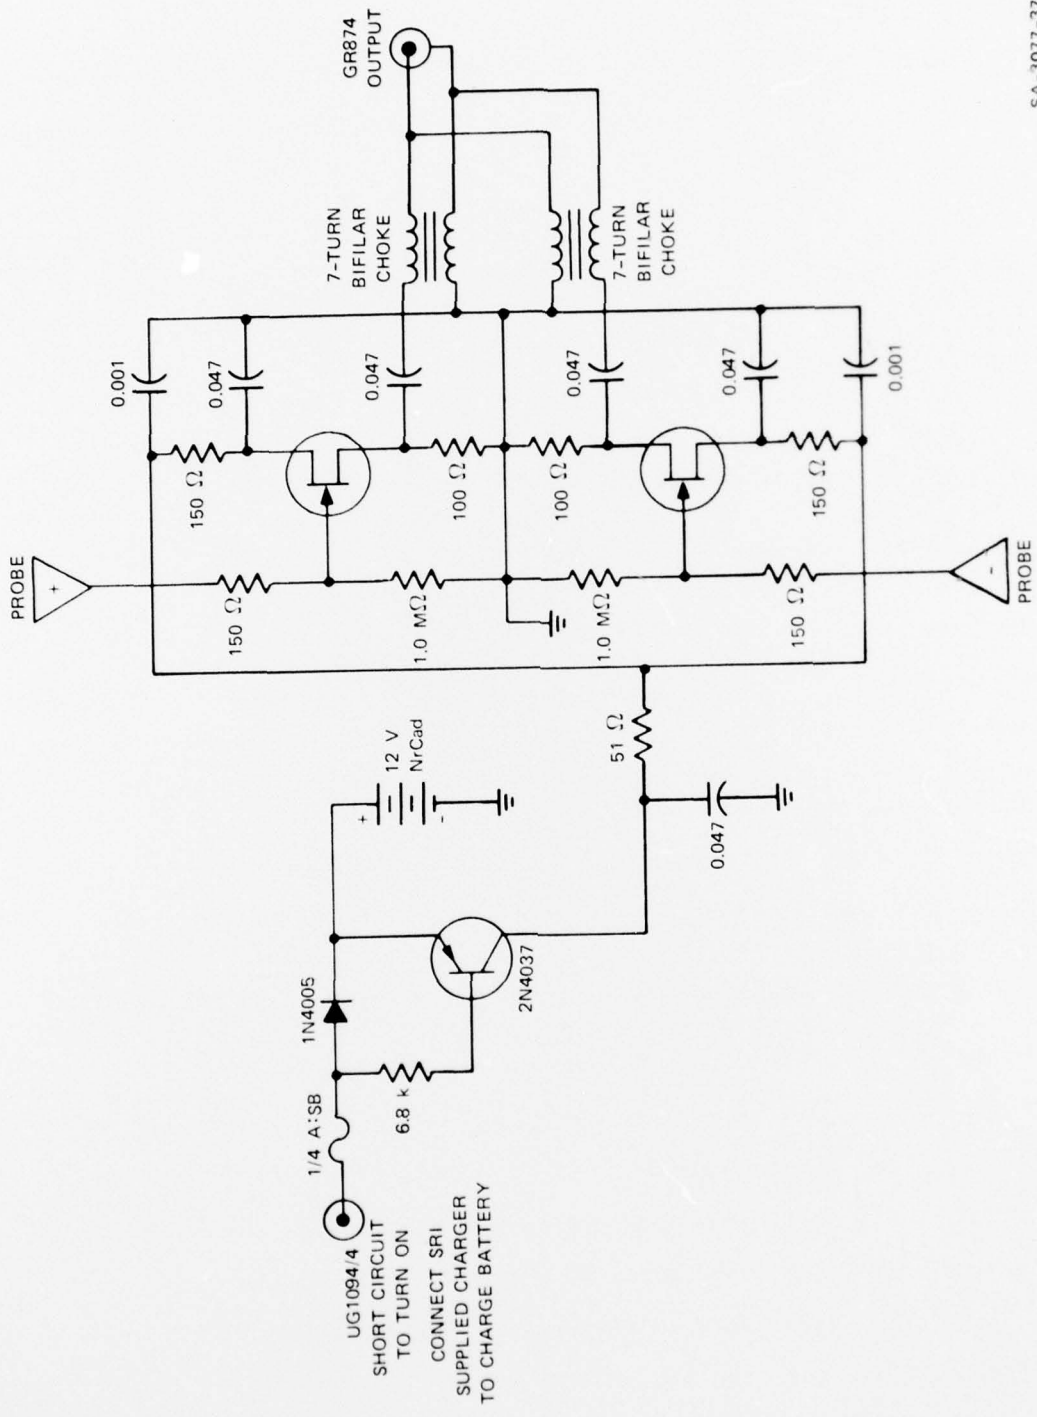 GR874
OUTPUT
7-TURN
BIFILAR
CHOKE
7-TURN
BIFILAR
CHOKE
0.001
0.047
0.047
0.047
0.047
0.001
150 Ω
100 Ω
100 Ω
150 Ω
PROBE
+
150 Ω
1.0 MΩ
1.0 MΩ
150 Ω
-
PROBE
12 V
NrCad
+
-
51 Ω
0.047
1N4005
2N4037
6.8 k
1/4 A:SB
UG1094/4
SHORT CIRCUIT
TO TURN ON
CONNECT SRI
SUPPLIED CHARGER
TO CHARGE BATTERY